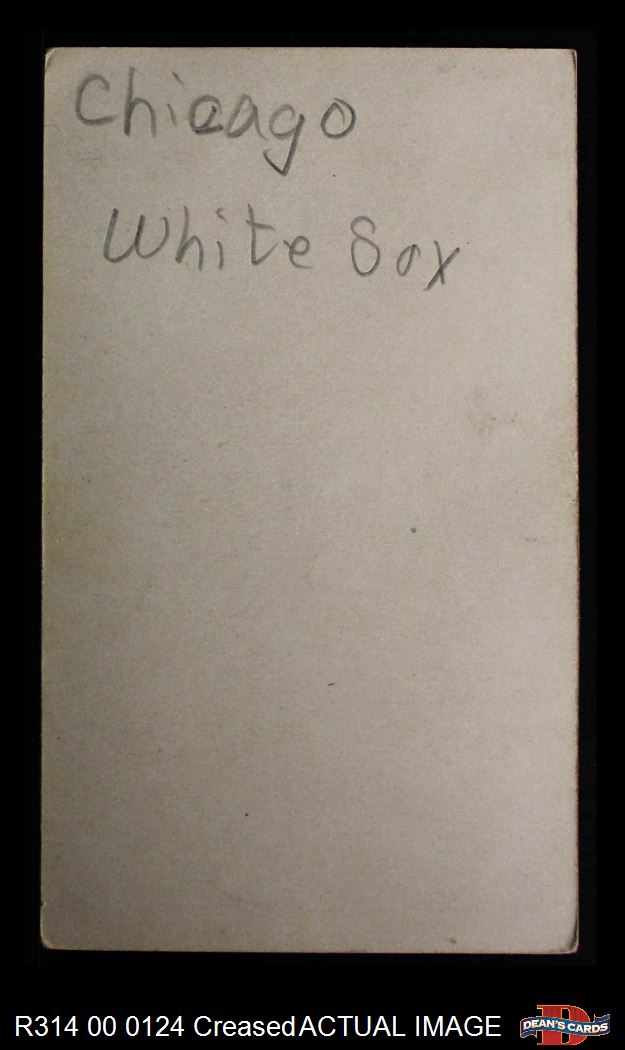 Chicago
White Sox
R314 00 0124 Creased ACTUAL IMAGE
DEAN'S CARDS